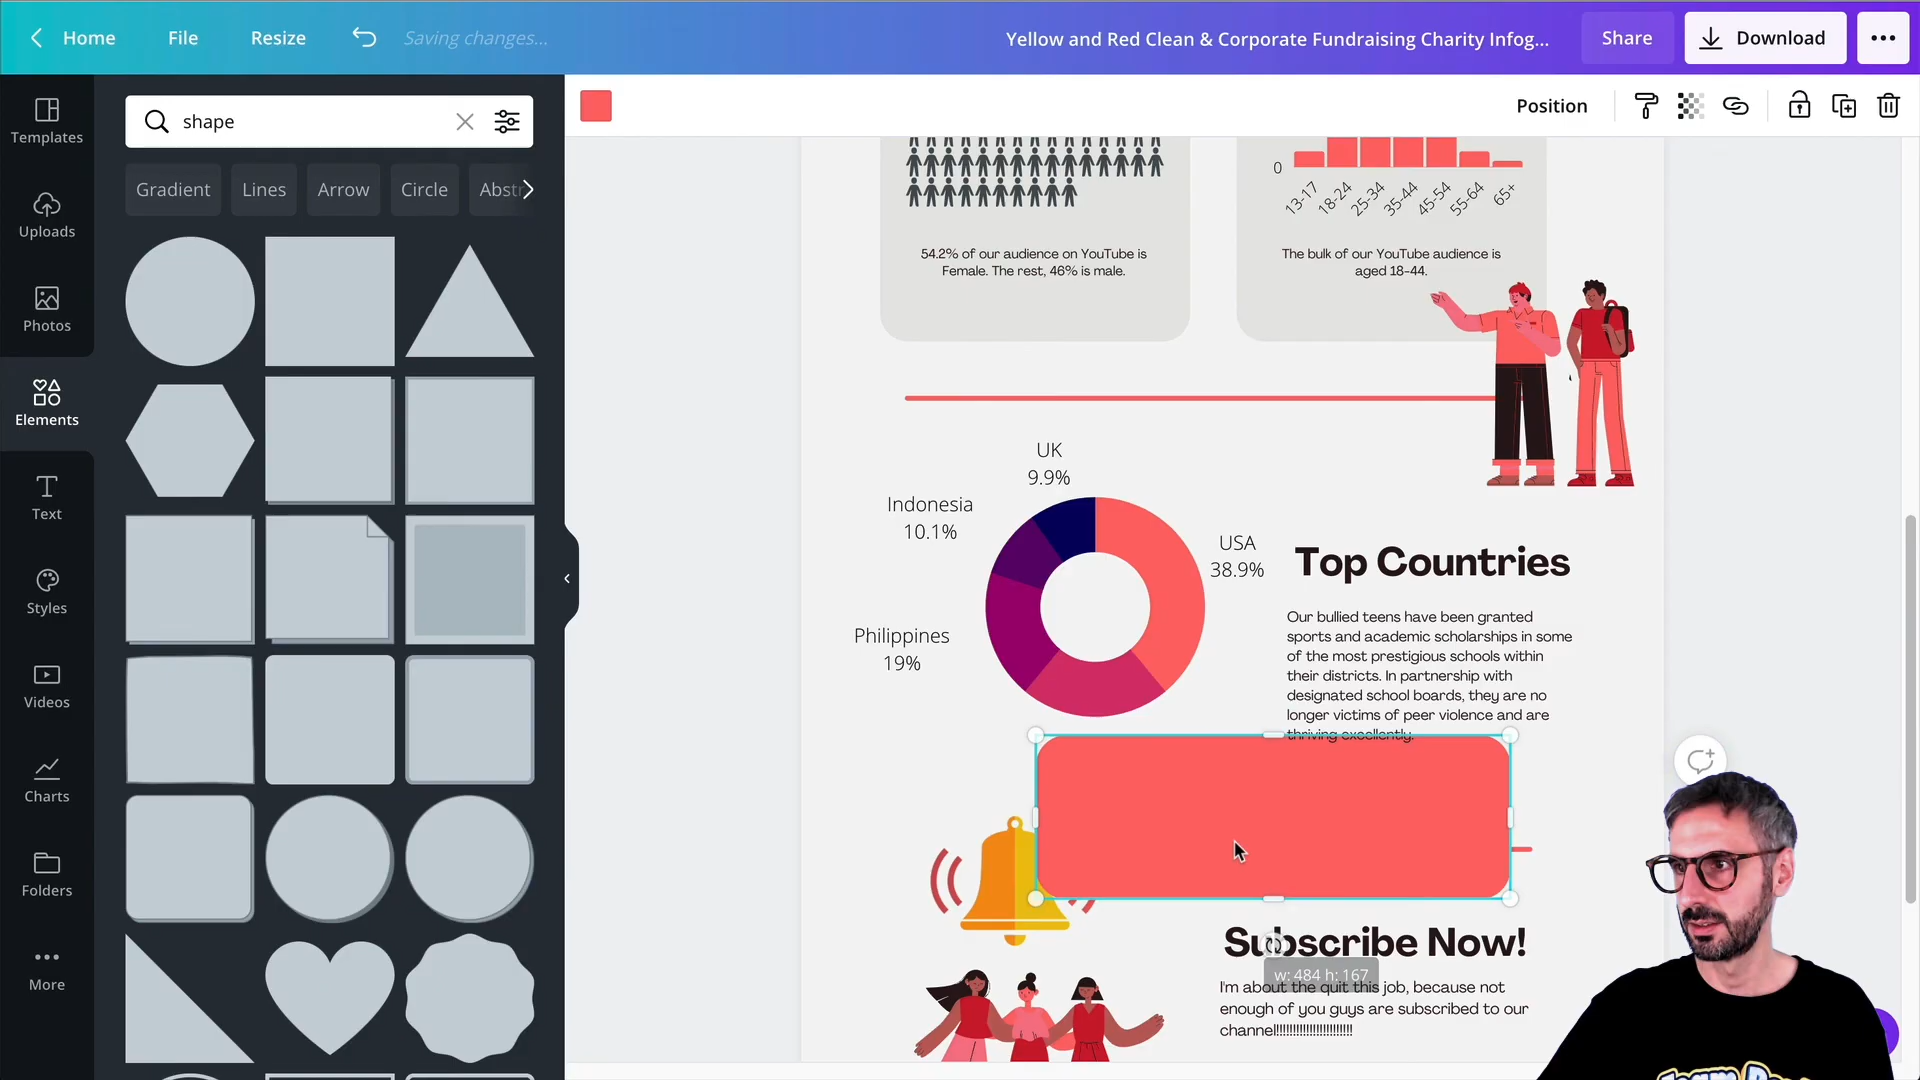 Home
File
Resize
Saving changes...
Yellow and Red Clean & Corporate Fundraising Charity Infog...
Share
Download
Templates
Uploads
Photos
Elements
Text
Styles
Videos
Charts
Folders
More
shape
Gradient
Lines
Arrow
Circle
Abstr
Position
54.2% of our audience on YouTube is
Female. The rest, 46% is male.
0
13-17
18-24
25-34
35-44
45-54
55-64
65+
The bulk of our YouTube audience is
aged 18-44.
UK
9.9%
Indonesia
10.1%
USA
38.9%
Philippines
19%
Top Countries
Our bullied teens have been granted
sports and academic scholarships in some
of the most prestigious schools within
their districts. In partnership with
designated school boards, they are no
longer victims of peer violence and are
thriving excellently.
Subscribe Now!
w: 484 h: 167
I'm about the quit this job, because not
enough of you guys are subscribed to our
channel!!!!!!!!!!!!!!!!!!!!!!!